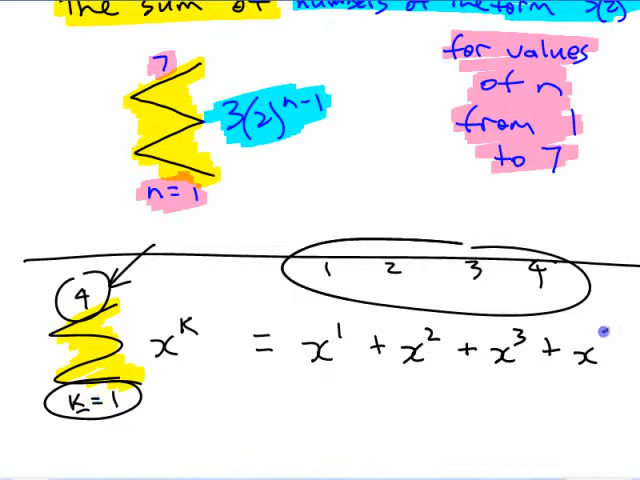 The sum of numbers of the form 3(2)
7
Σ 3(2)^{n-1}
n = 1
for values
of n
from 1
to 7
1 2 3 4
4
Σ x^k = x^1 + x^2 + x^3 + x
k = 1